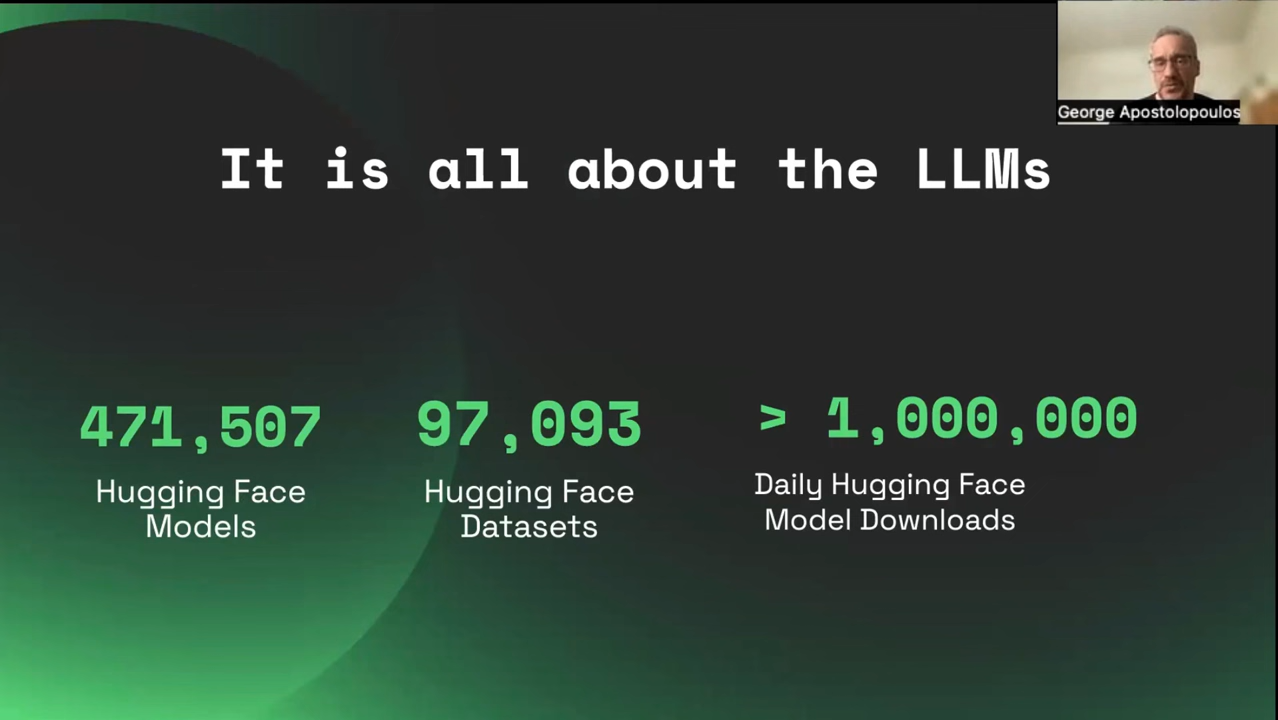 George Apostolopoulos
It is all about the LLMs
471,507
Hugging Face
Models
97,093
Hugging Face
Datasets
> 1,000,000
Daily Hugging Face
Model Downloads